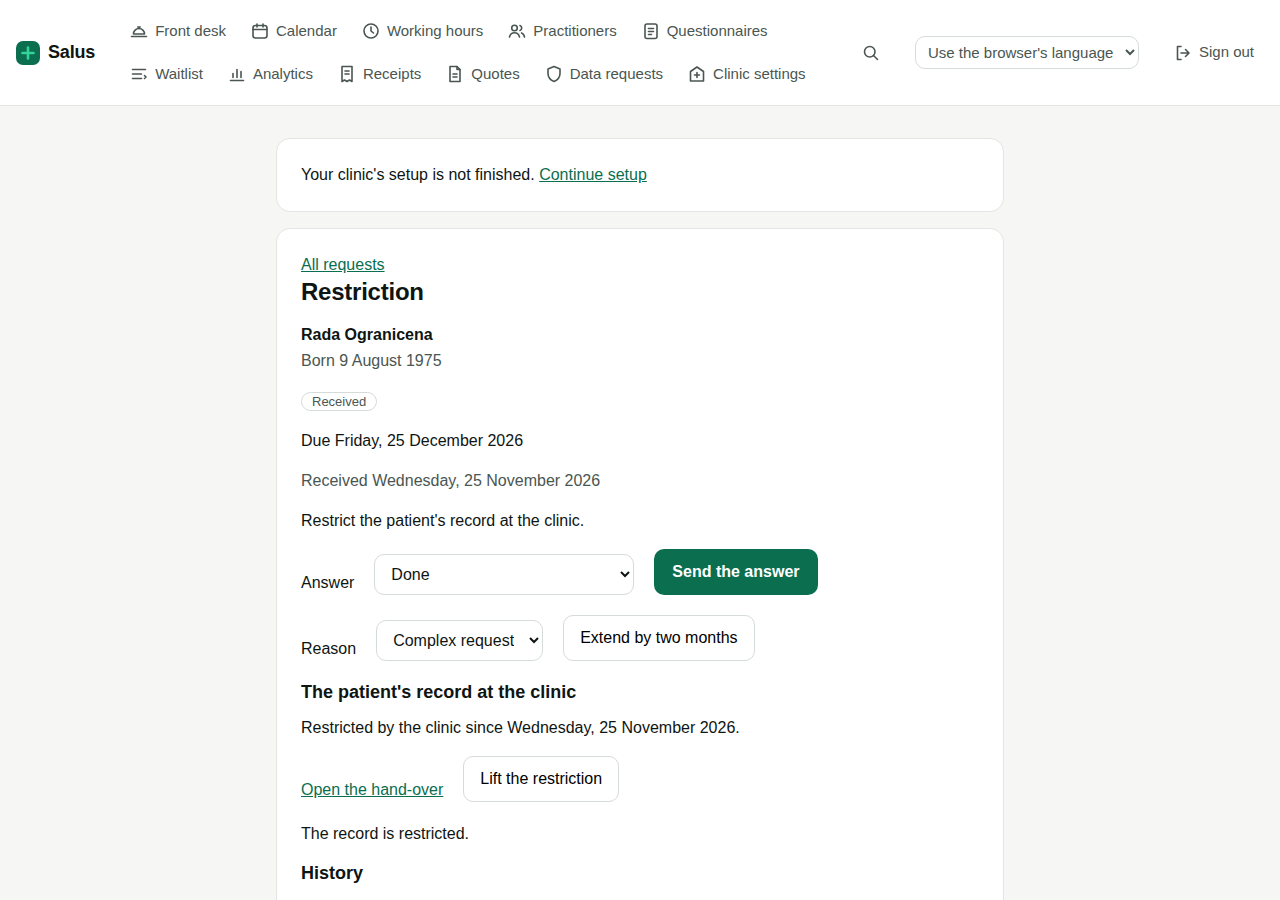 Salus
Front desk
Calendar
Working hours
Practitioners
Questionnaires
Waitlist
Analytics
Receipts
Quotes
Data requests
Clinic settings
Use the browser's language
Sign out
Your clinic's setup is not finished. Continue setup
All requests
Restriction
Rada Ogranicena
Born 9 August 1975
Received
Due Friday, 25 December 2026
Received Wednesday, 25 November 2026
Restrict the patient's record at the clinic.
Answer Done Send the answer
Reason Complex request Extend by two months
The patient's record at the clinic
Restricted by the clinic since Wednesday, 25 November 2026.
Open the hand-over Lift the restriction
The record is restricted.
History